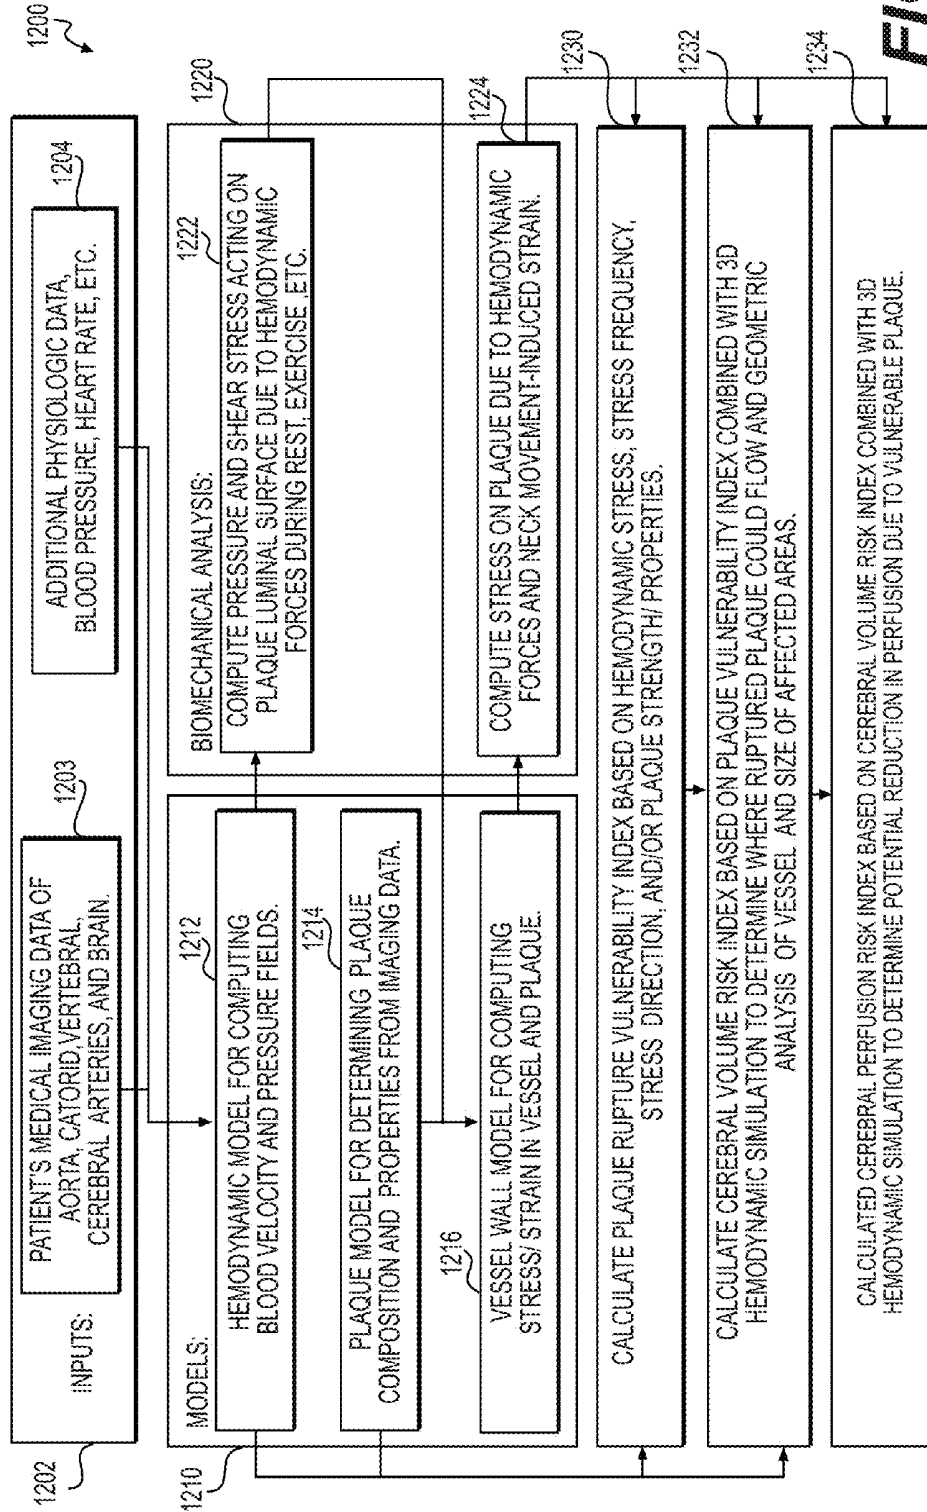 1200
1202
INPUTS:
PATIENT'S MEDICAL IMAGING DATA OF
AORTA, CATORID, VERTEBRAL,
CEREBRAL ARTERIES, AND BRAIN.
1203
ADDITIONAL PHYSIOLOGIC DATA,
BLOOD PRESSURE, HEART RATE, ETC.
1204
1210
MODELS:
HEMODYNAMIC MODEL FOR COMPUTING
BLOOD VELOCITY AND PRESSURE FIELDS.
1212
PLAQUE MODEL FOR DETERMINING PLAQUE
COMPOSITION AND PROPERTIES FROM IMAGING DATA.
1214
1216
VESSEL WALL MODEL FOR COMPUTING
STRESS/ STRAIN IN VESSEL AND PLAQUE.
1220
BIOMECHANICAL ANALYSIS:
1222
COMPUTE PRESSURE AND SHEAR STRESS ACTING ON
PLAQUE LUMINAL SURFACE DUE TO HEMODYNAMIC
FORCES DURING REST, EXERCISE ,ETC.
1224
COMPUTE STRESS ON PLAQUE DUE TO HEMODYNAMIC
FORCES AND NECK MOVEMENT-INDUCED STRAIN.
1230
CALCULATE PLAQUE RUPTURE VULNERABILITY INDEX BASED ON HEMODYNAMIC STRESS, STRESS FREQUENCY,
STRESS DIRECTION, AND/OR PLAQUE STRENGTH/ PROPERTIES.
1232
CALCULATE CEREBRAL VOLUME RISK INDEX BASED ON PLAQUE VULNERABILITY INDEX COMBINED WITH 3D
HEMODYNAMIC SIMULATION TO DETERMINE WHERE RUPTURED PLAQUE COULD FLOW AND GEOMETRIC
ANALYSIS OF VESSEL AND SIZE OF AFFECTED AREAS.
1234
CALCULATED CEREBRAL PERFUSION RISK INDEX BASED ON CEREBRAL VOLUME RISK INDEX COMBINED WITH 3D
HEMODYNAMIC SIMULATION TO DETERMINE POTENTIAL REDUCTION IN PERFUSION DUE TO VULNERABLE PLAQUE.